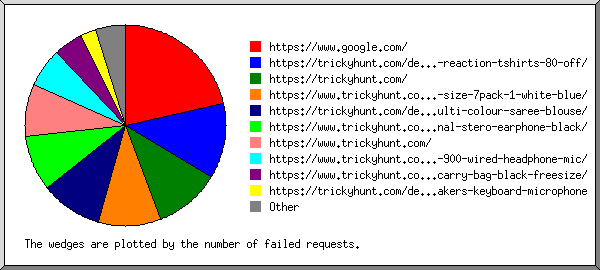 https://www.google.com/
https://trickyhunt.com/de...-reaction-tshirts-80-off/
https://trickyhunt.com/
https://www.trickyhunt.co...-size-7pack-1-white-blue/
https://www.trickyhunt.co...ulti-colour-saree-blouse/
https://www.trickyhunt.co...nal-stero-earphone-black/
https://www.trickyhunt.com/
https://www.trickyhunt.co...-900-wired-headphone-mic/
https://www.trickyhunt.co...carry-bag-black-freesize/
https://trickyhunt.com/de...akers-keyboard-microphone
Other
The wedges are plotted by the number of failed requests.